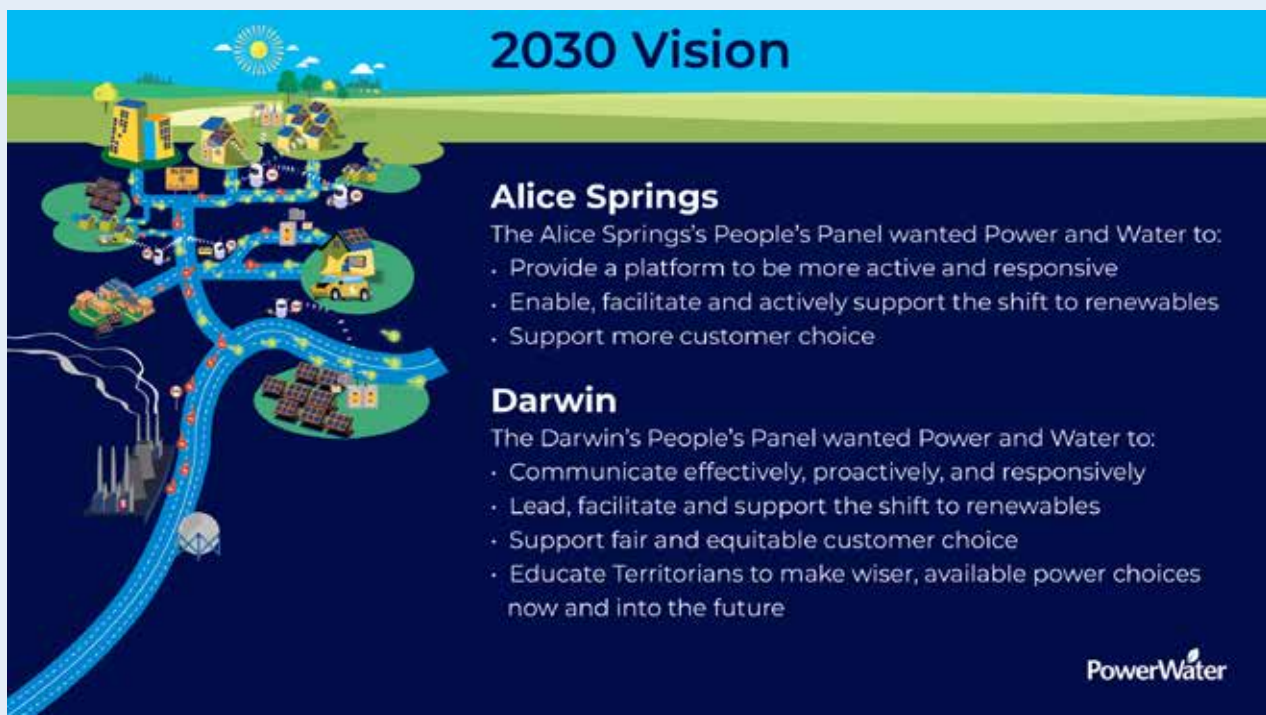 2030 Vision
Alice Springs
The Alice Springs's People's Panel wanted Power and Water to:
· Provide a platform to be more active and responsive
· Enable, facilitate and actively support the shift to renewables
· Support more customer choice
Darwin
The Darwin's People's Panel wanted Power and Water to:
· Communicate effectively, proactively, and responsively
· Lead, facilitate and support the shift to renewables
· Support fair and equitable customer choice
· Educate Territorians to make wiser, available power choices
now and into the future
PowerWater